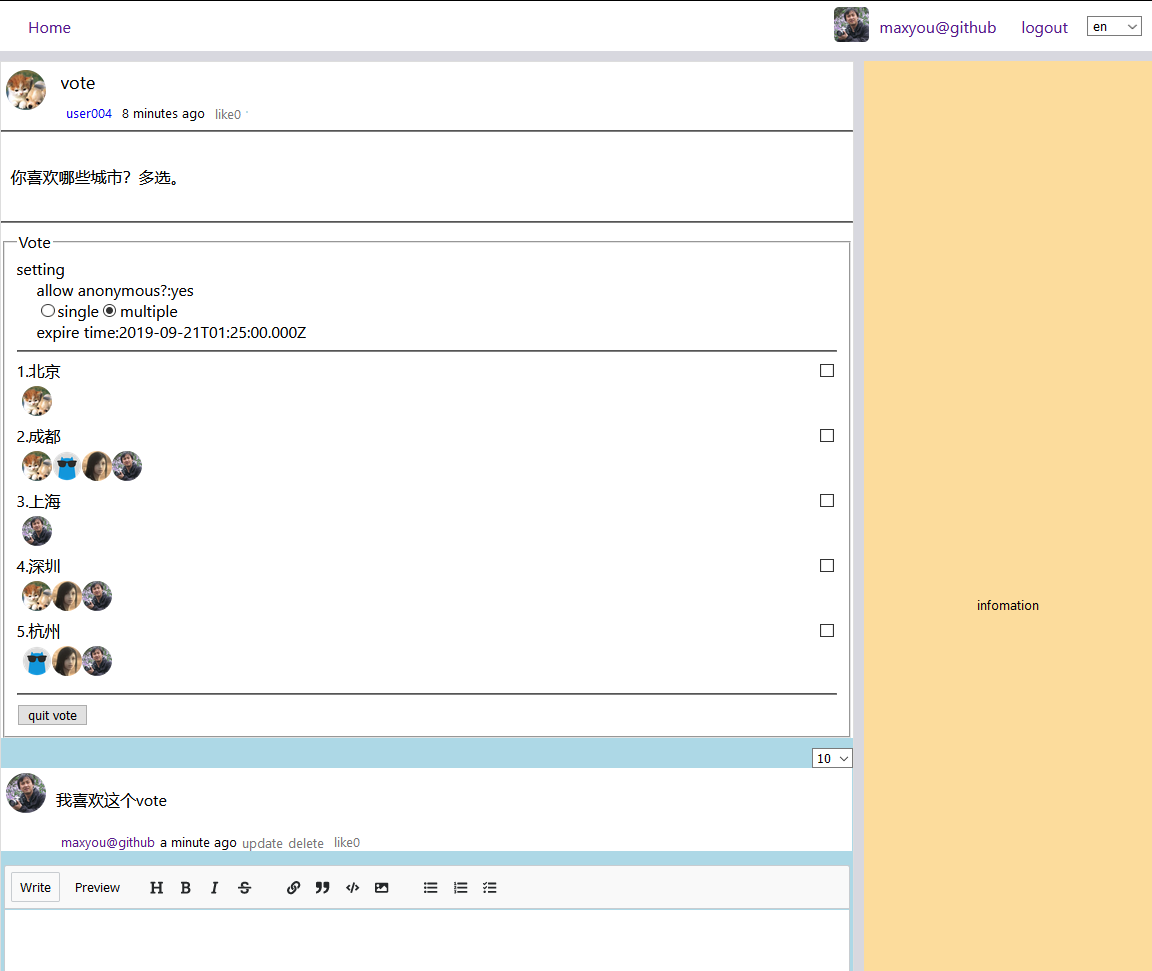 Home maxyou@github logout en
vote
user004 8 minutes ago like0
你喜欢哪些城市？多选。
Vote
setting
allow anonymous?:yes
single multiple
expire time:2019-09-21T01:25:00.000Z
1.北京
2.成都
3.上海
4.深圳
5.杭州
infomation
quit vote
10
我喜欢这个vote
maxyou@github a minute ago update delete like0
Write Preview